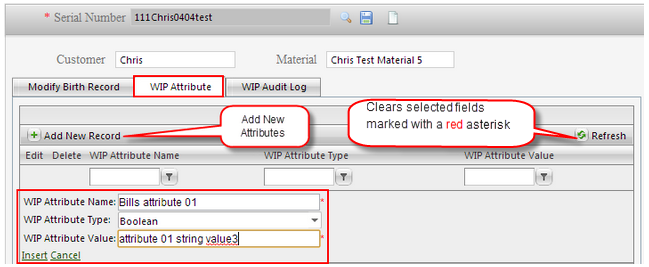 * Serial Number 111Chris0404test
Customer Chris Material Chris Test Material 5
Modify Birth Record WIP Attribute WIP Audit Log
Add New
Attributes
Clears selected fields
marked with a red asterisk
Add New Record Refresh
Edit Delete WIP Attribute Name WIP Attribute Type WIP Attribute Value
WIP Attribute Name: Bills attribute 01 *
WIP Attribute Type: Boolean
WIP Attribute Value: attribute 01 string value3 *
Insert Cancel